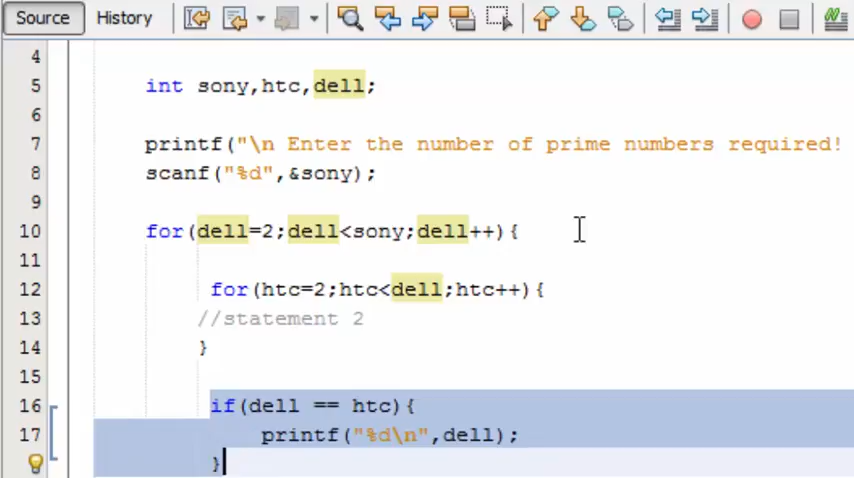 Source History
4
5 int sony,htc,dell;
6
7 printf("\n Enter the number of prime numbers required!
8 scanf("%d",&sony);
9
10 for(dell=2;dell<sony;dell++){
11
12 for(htc=2;htc<dell;htc++){
13 //statement 2
14 }
15
16 if(dell == htc){
17 printf("%d\n",dell);
}